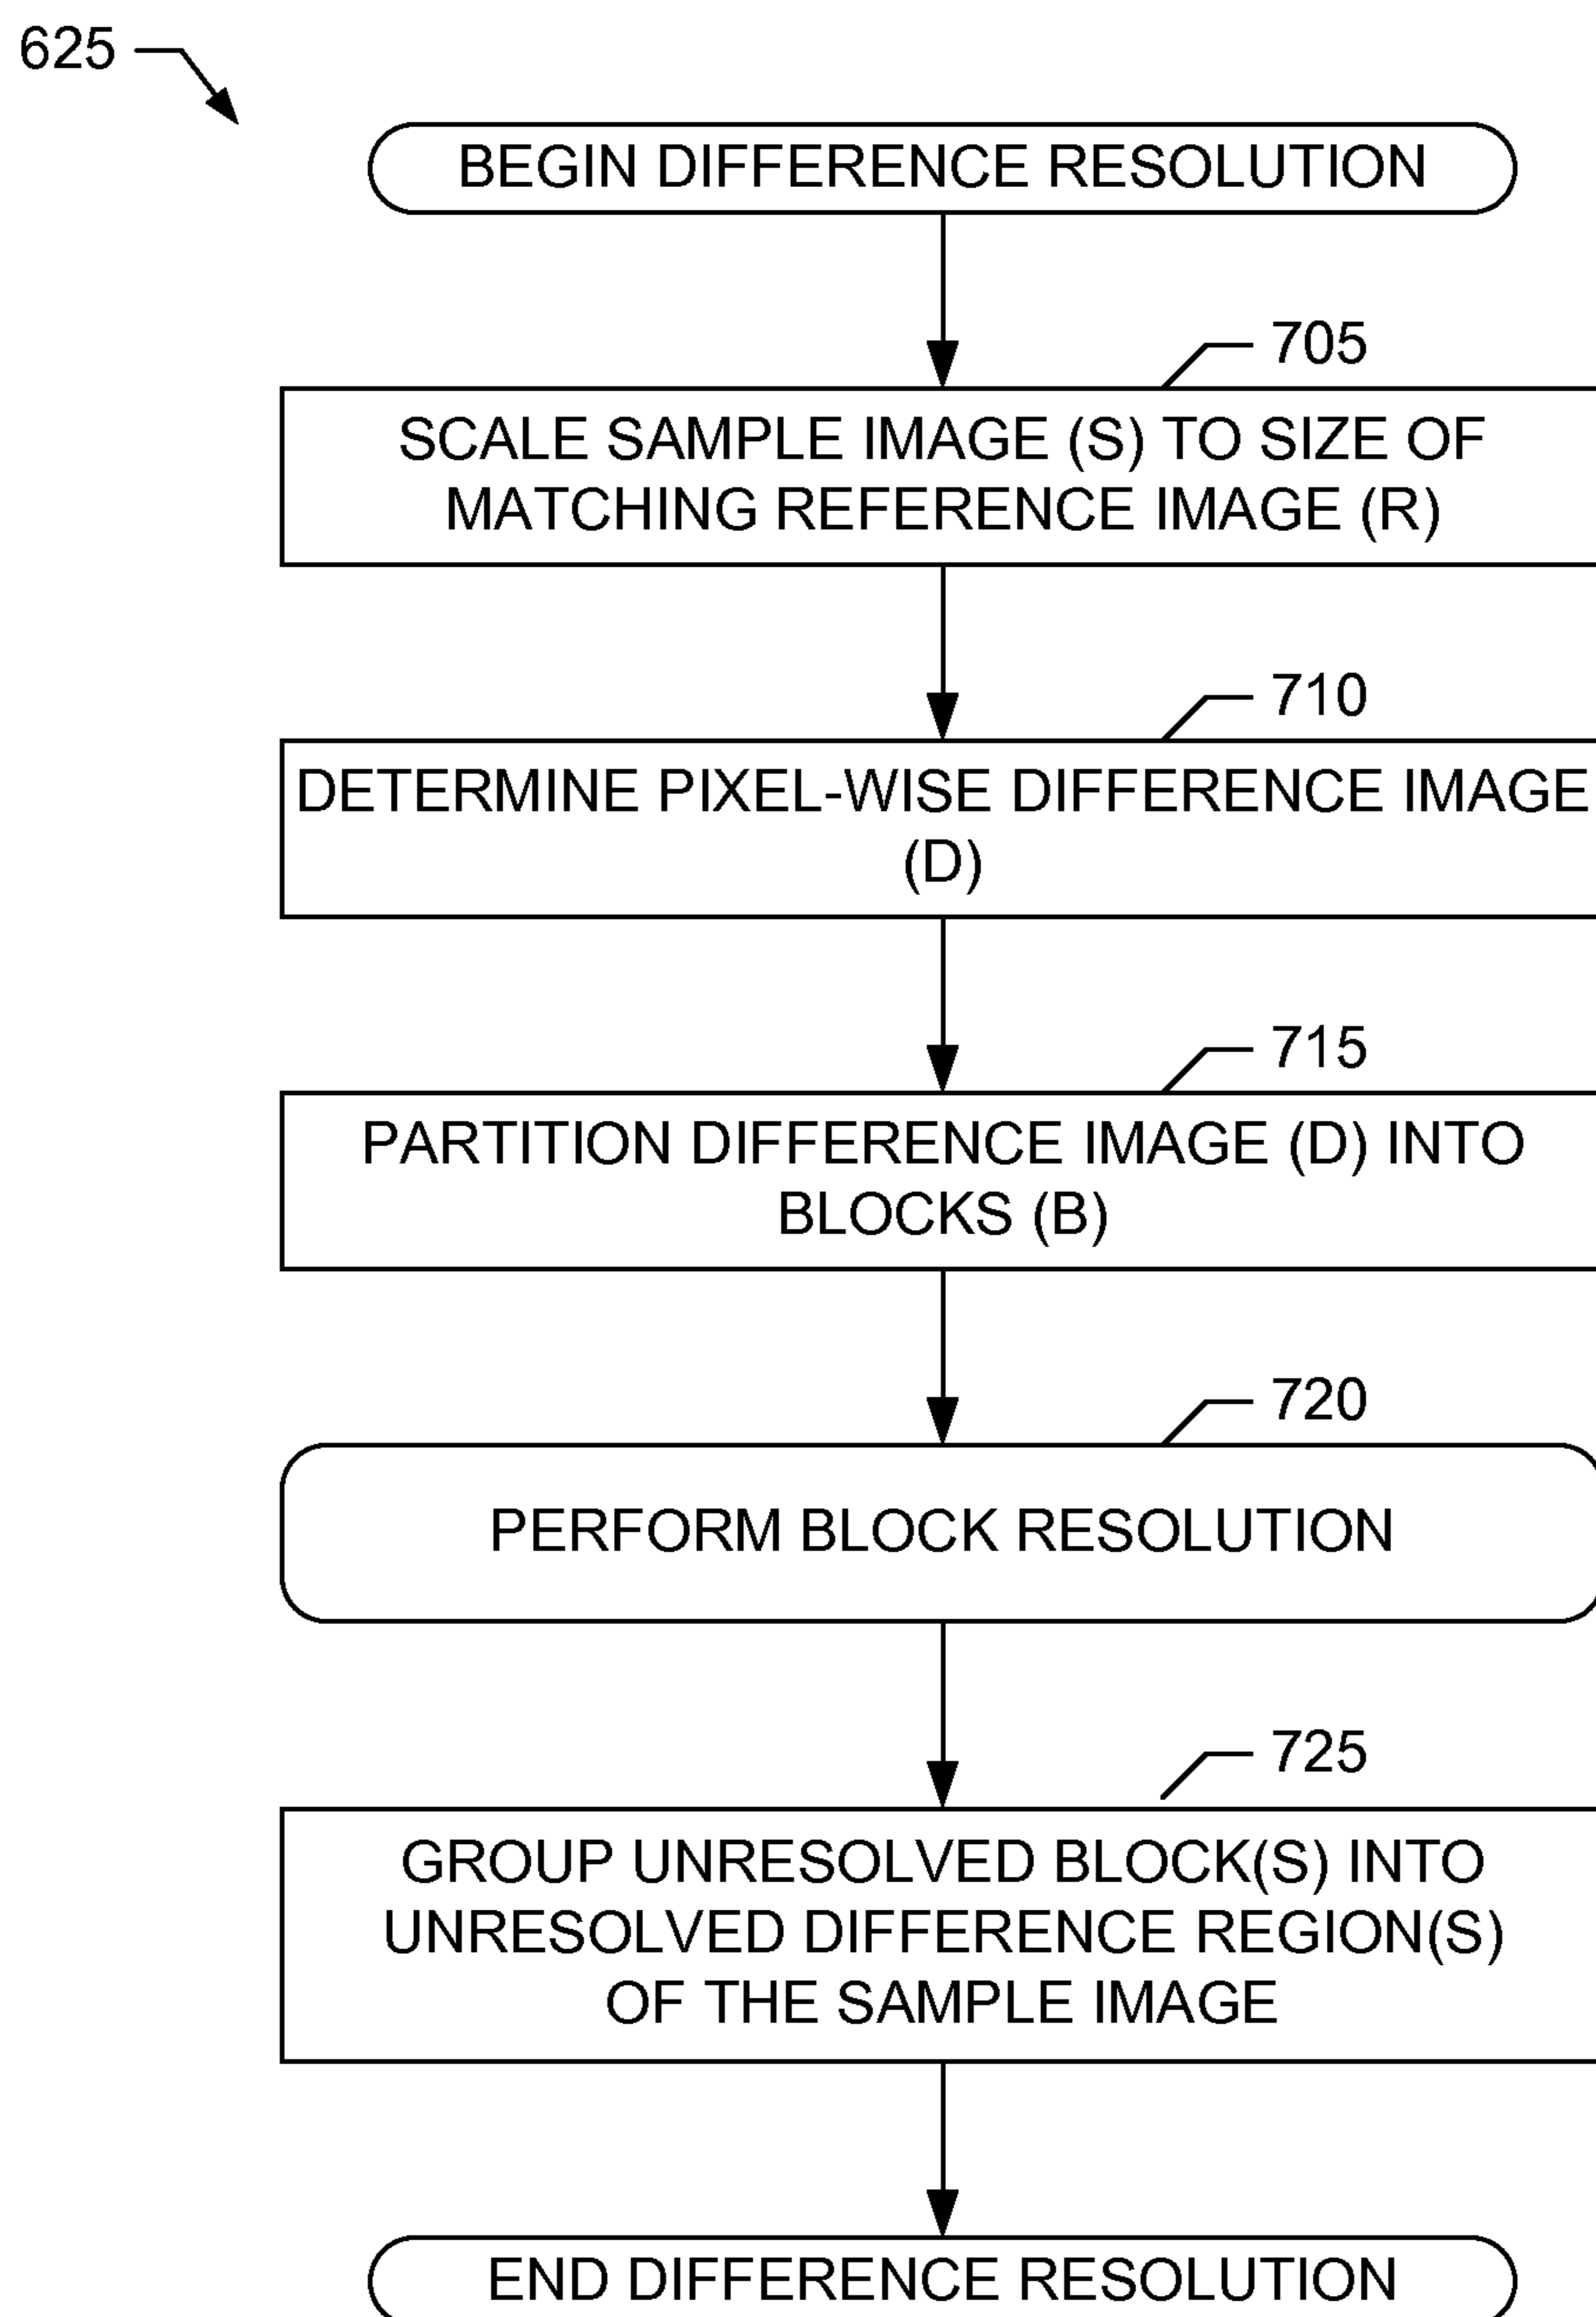 625
BEGIN DIFFERENCE RESOLUTION
705
SCALE SAMPLE IMAGE (S) TO SIZE OF
MATCHING REFERENCE IMAGE (R)
710
DETERMINE PIXEL-WISE DIFFERENCE IMAGE
(D)
715
PARTITION DIFFERENCE IMAGE (D) INTO
BLOCKS (B)
720
PERFORM BLOCK RESOLUTION
725
GROUP UNRESOLVED BLOCK(S) INTO
UNRESOLVED DIFFERENCE REGION(S)
OF THE SAMPLE IMAGE
END DIFFERENCE RESOLUTION